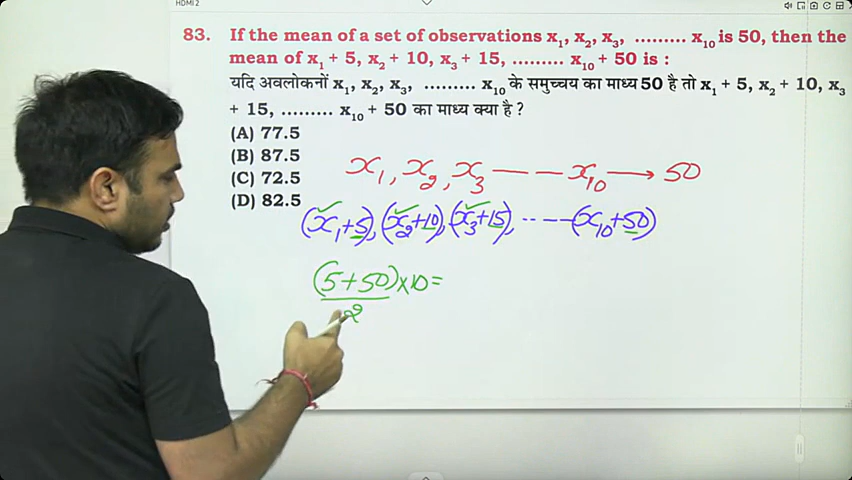 HDMI 2
83. If the mean of a set of observations x₁, x₂, x₃, ......... x₁₀ is 50, then the
mean of x₁ + 5, x₂ + 10, x₃ + 15, ......... x₁₀ + 50 is :
यदि अवलोकनों x₁, x₂, x₃, ......... x₁₀ के समुच्चय का माध्य 50 है तो x₁ + 5, x₂ + 10, x₃
+ 15, ......... x₁₀ + 50 का माध्य क्या है ?
(A) 77.5
(B) 87.5
(C) 72.5
(D) 82.5
x₁, x₂, x₃ — — x₁₀ → 50
(x₁+5), (x₂+10), (x₃+15), ... — (x₁₀+50)
(5+50)×10=
2